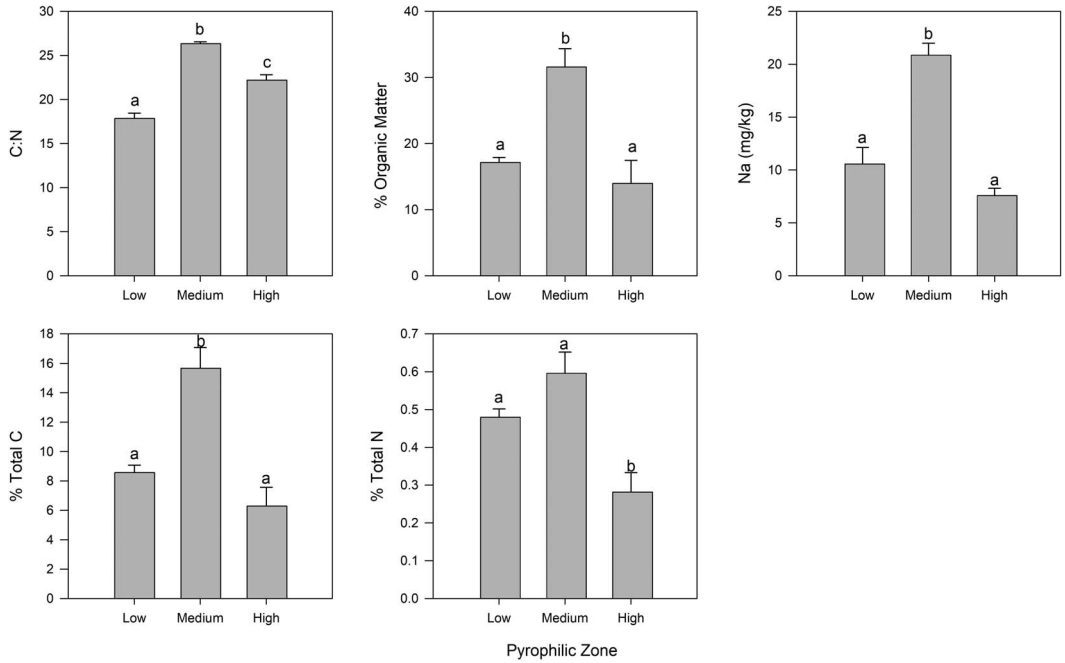 C:N
30
25
20
15
10
5
0
a
b
c
Low Medium High
% Organic Matter
40
30
20
10
0
a
b
a
Low Medium High
Na (mg/kg)
25
20
15
10
5
0
a
b
a
Low Medium High
% Total C
18
16
14
12
10
8
6
4
2
0
a
b
a
Low Medium High
% Total N
0.7
0.6
0.5
0.4
0.3
0.2
0.1
0.0
a
a
b
Low Medium High
Pyrophilic Zone